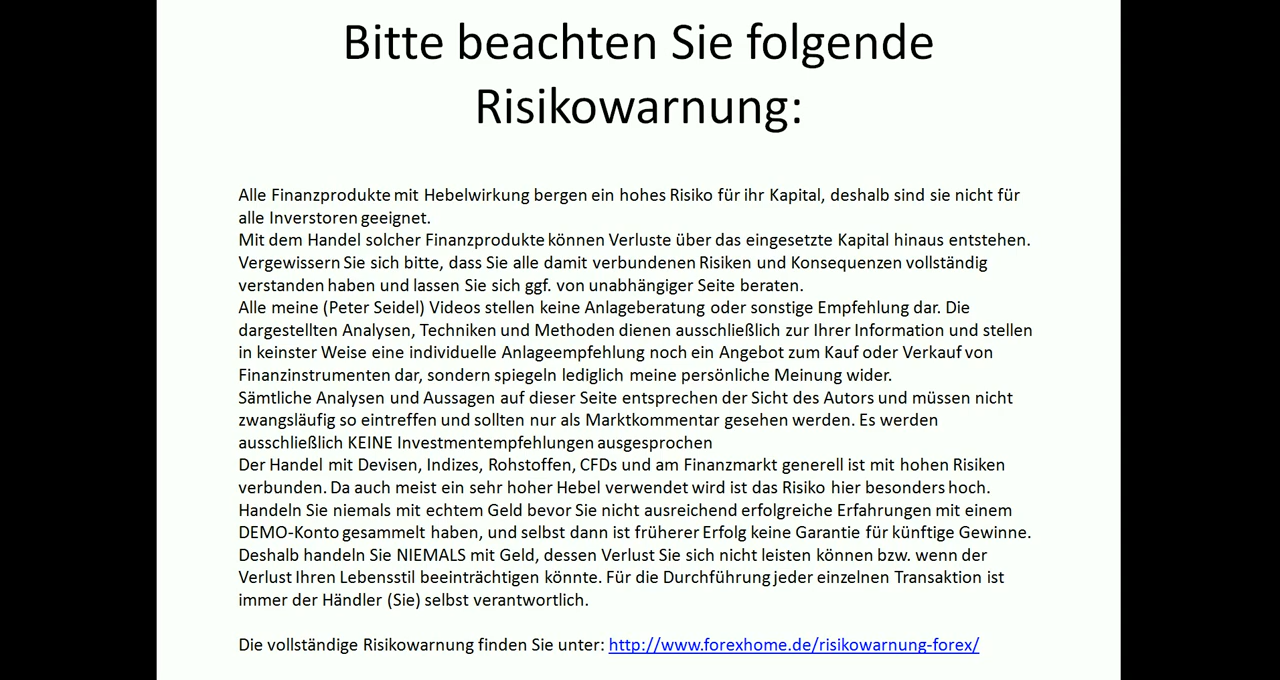 Bitte beachten Sie folgende
Risikowarnung:
Alle Finanzprodukte mit Hebelwirkung bergen ein hohes Risiko für ihr Kapital, deshalb sind sie nicht für
alle Inverstoren geeignet.
Mit dem Handel solcher Finanzprodukte können Verluste über das eingesetzte Kapital hinaus entstehen.
Vergewissern Sie sich bitte, dass Sie alle damit verbundenen Risiken und Konsequenzen vollständig
verstanden haben und lassen Sie sich ggf. von unabhängiger Seite beraten.
Alle meine (Peter Seidel) Videos stellen keine Anlageberatung oder sonstige Empfehlung dar. Die
dargestellten Analysen, Techniken und Methoden dienen ausschließlich zur Ihrer Information und stellen
in keinster Weise eine individuelle Anlageempfehlung noch ein Angebot zum Kauf oder Verkauf von
Finanzinstrumenten dar, sondern spiegeln lediglich meine persönliche Meinung wider.
Sämtliche Analysen und Aussagen auf dieser Seite entsprechen der Sicht des Autors und müssen nicht
zwangsläufig so eintreffen und sollten nur als Marktkommentar gesehen werden. Es werden
ausschließlich KEINE Investmentempfehlungen ausgesprochen
Der Handel mit Devisen, Indizes, Rohstoffen, CFDs und am Finanzmarkt generell ist mit hohen Risiken
verbunden. Da auch meist ein sehr hoher Hebel verwendet wird ist das Risiko hier besonders hoch.
Handeln Sie niemals mit echtem Geld bevor Sie nicht ausreichend erfolgreiche Erfahrungen mit einem
DEMO-Konto gesammelt haben, und selbst dann ist früherer Erfolg keine Garantie für künftige Gewinne.
Deshalb handeln Sie NIEMALS mit Geld, dessen Verlust Sie sich nicht leisten können bzw. wenn der
Verlust Ihren Lebensstil beeinträchtigen könnte. Für die Durchführung jeder einzelnen Transaktion ist
immer der Händler (Sie) selbst verantwortlich.
Die vollständige Risikowarnung finden Sie unter: http://www.forexhome.de/risikowarnung-forex/